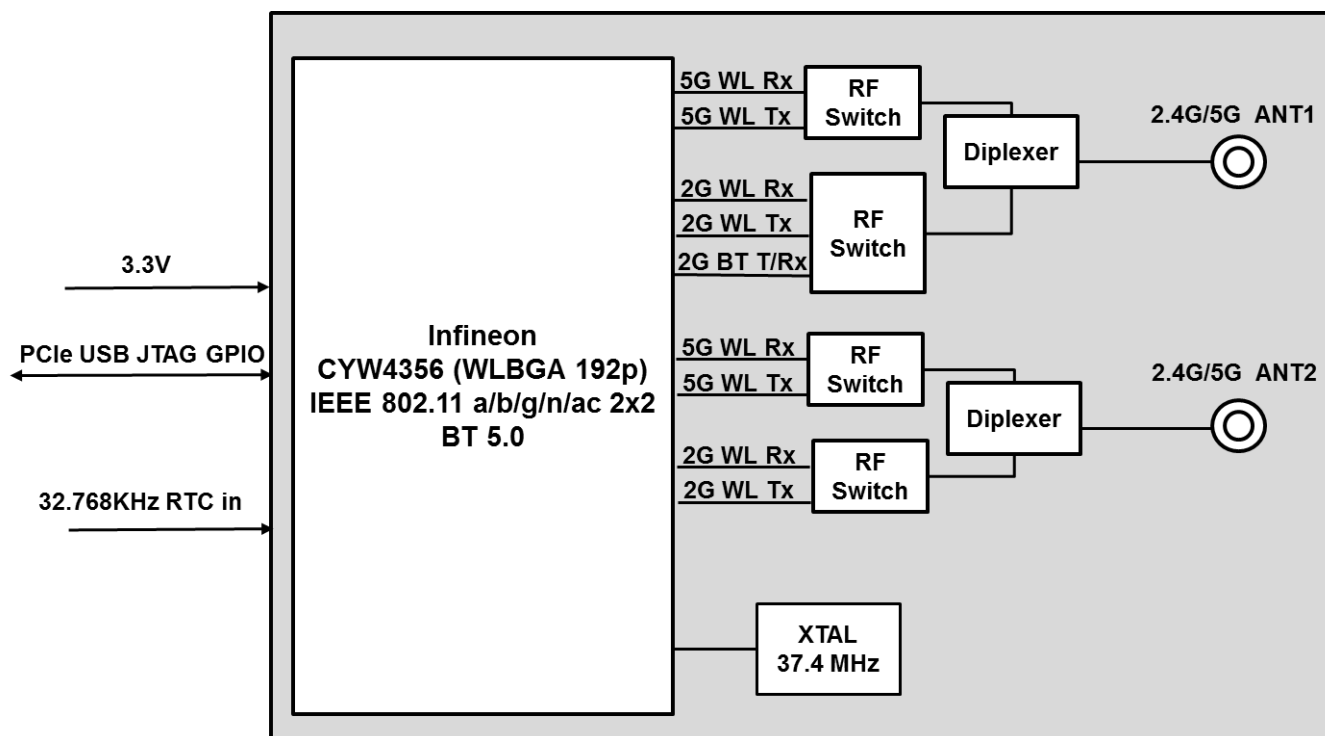 5G WL Rx
5G WL Tx
RF
Switch
2.4G/5G ANT1
Diplexer
2G WL Rx
2G WL Tx
2G BT T/Rx
RF
Switch
3.3V
PCIe USB JTAG GPIO
32.768KHz RTC in
Infineon
CYW4356 (WLBGA 192p)
IEEE 802.11 a/b/g/n/ac 2x2
BT 5.0
5G WL Rx
5G WL Tx
RF
Switch
2.4G/5G ANT2
Diplexer
2G WL Rx
2G WL Tx
RF
Switch
XTAL
37.4 MHz